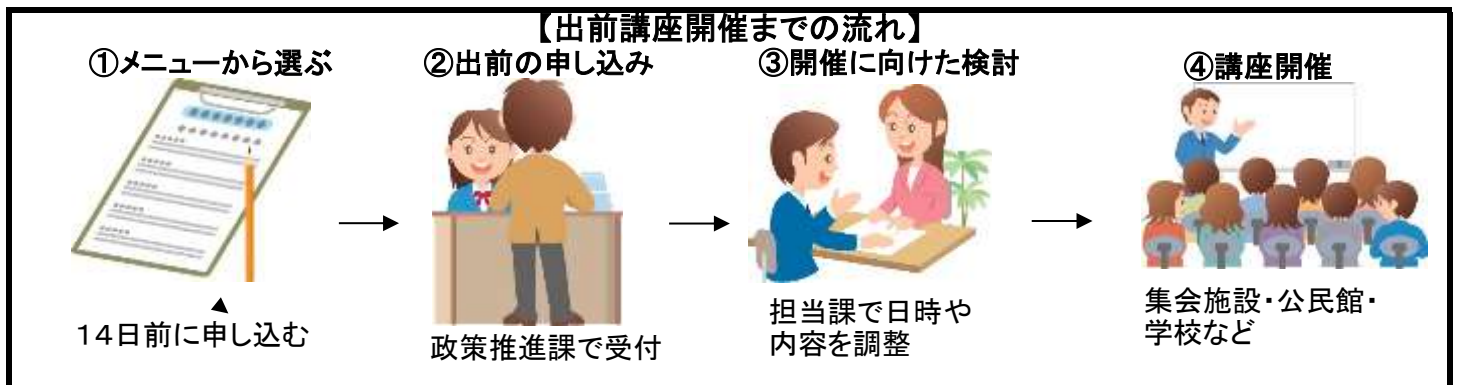 【出前講座開催までの流れ】
①メニューから選ぶ
②出前の申し込み
③開催に向けた検討
④講座開催
14日前に申し込む
政策推進課で受付
担当課で日時や
内容を調整
集会施設・公民館・
学校など